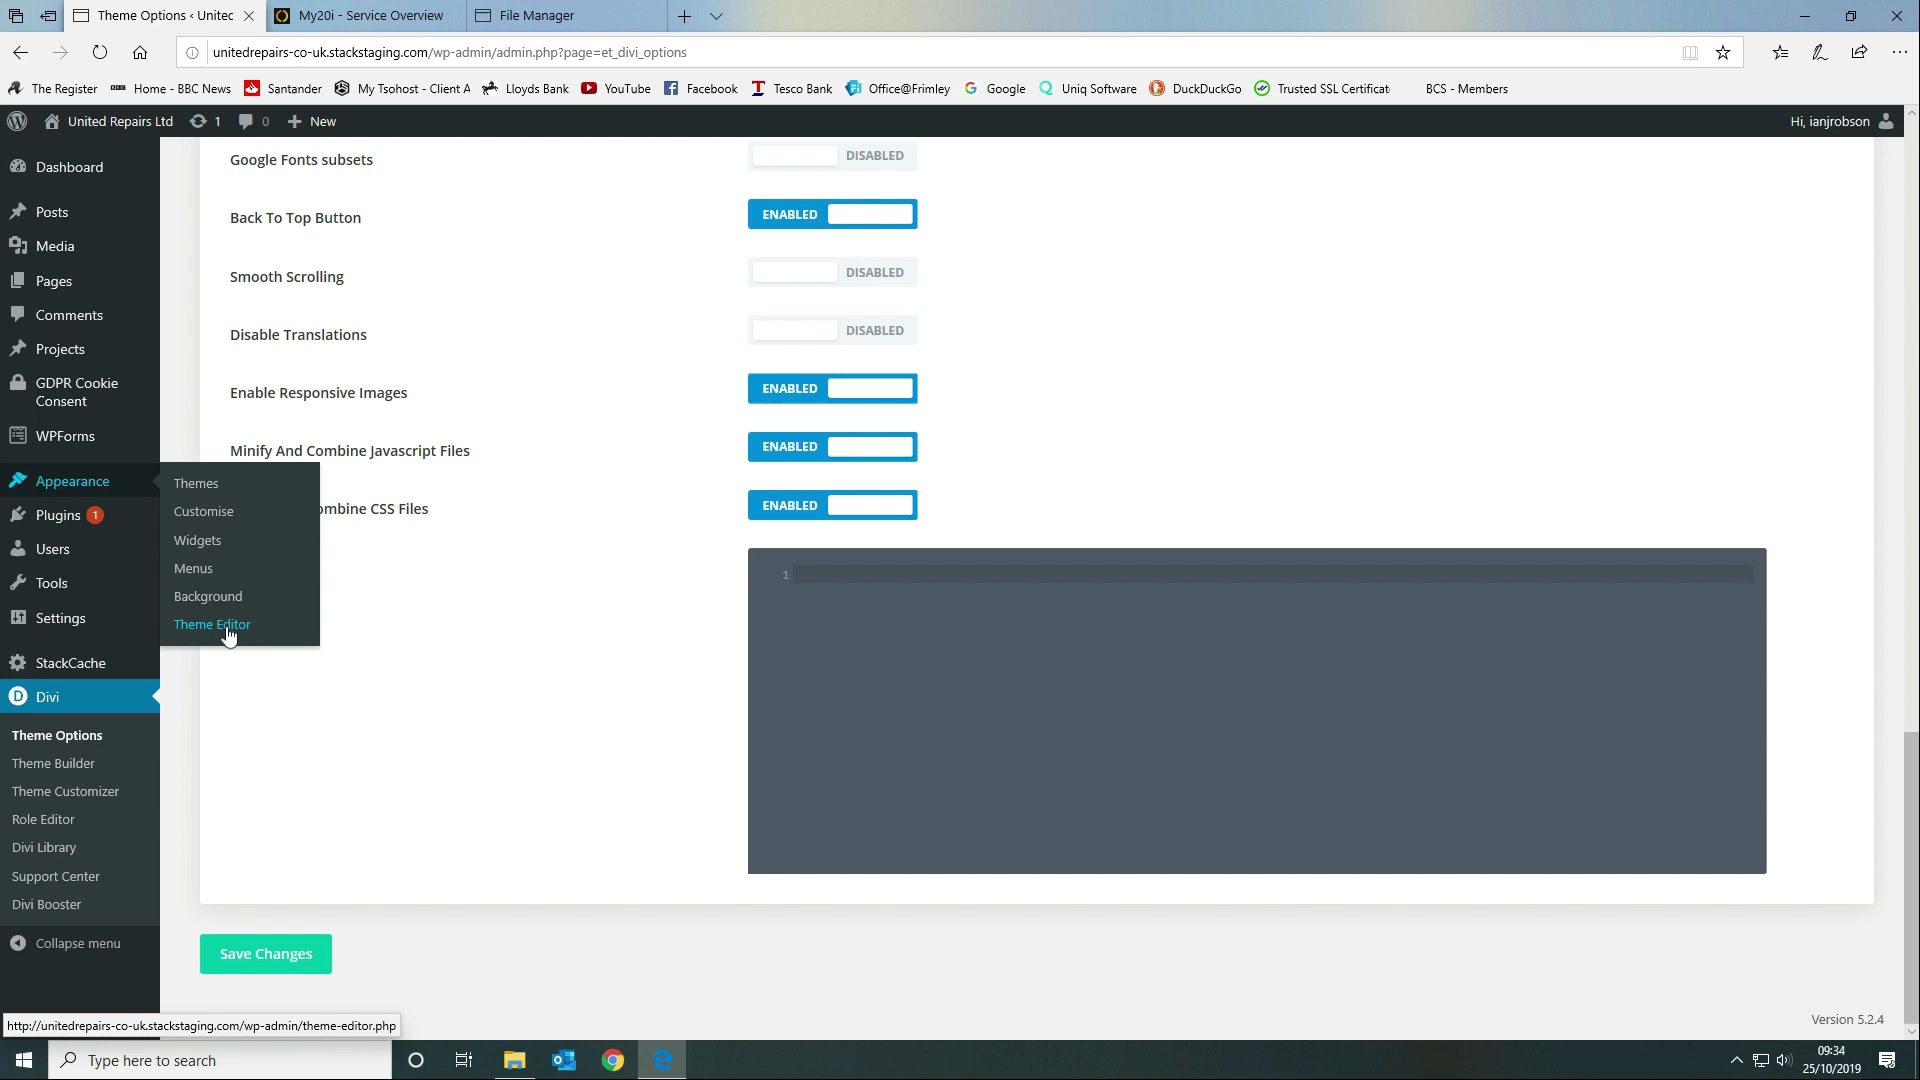 Theme Options ‹ Unitec
My20i - Service Overview
File Manager
unitedrepairs-co-uk.stackstaging.com/wp-admin/admin.php?page=et_divi_options
The Register
Home - BBC News
Santander
My Tsohost - Client A
Lloyds Bank
YouTube
Facebook
Tesco Bank
Office@Frimley
Google
Uniq Software
DuckDuckGo
Trusted SSL Certificat
BCS - Members
United Repairs Ltd
1
0
New
Hi, ianjrobson
Dashboard
Posts
Media
Pages
Comments
Projects
GDPR Cookie
Consent
WPForms
Appearance
Plugins 1
Users
Tools
Settings
StackCache
Divi
Theme Options
Theme Builder
Theme Customizer
Role Editor
Divi Library
Support Center
Divi Booster
Collapse menu
Themes
Customise
Widgets
Menus
Background
Theme Editor
Google Fonts subsets
DISABLED
Back To Top Button
ENABLED
Smooth Scrolling
DISABLED
Disable Translations
DISABLED
Enable Responsive Images
ENABLED
Minify And Combine Javascript Files
ENABLED
ombine CSS Files
ENABLED
1
Save Changes
Version 5.2.4
http://unitedrepairs-co-uk.stackstaging.com/wp-admin/theme-editor.php
Type here to search
09:34
25/10/2019